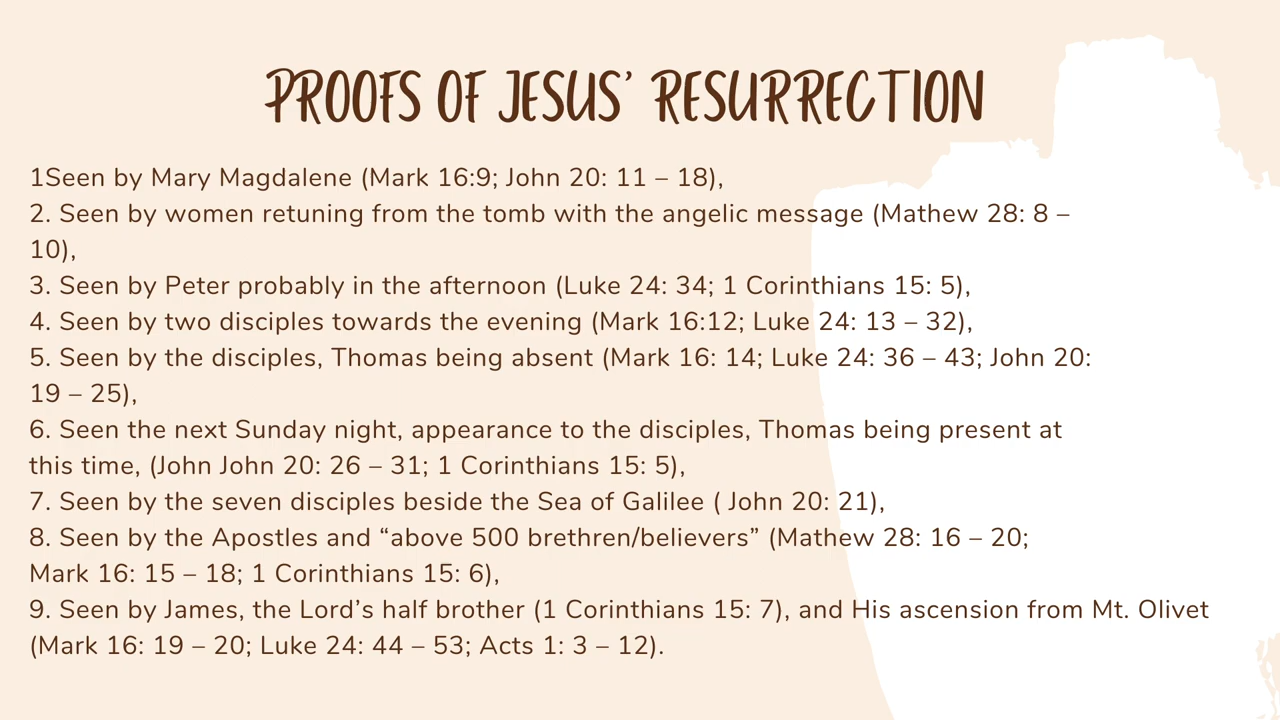 PROOFS OF JESUS' RESURRECTION
1Seen by Mary Magdalene (Mark 16:9; John 20: 11 – 18),
2. Seen by women retuning from the tomb with the angelic message (Mathew 28: 8 –
10),
3. Seen by Peter probably in the afternoon (Luke 24: 34; 1 Corinthians 15: 5),
4. Seen by two disciples towards the evening (Mark 16:12; Luke 24: 13 – 32),
5. Seen by the disciples, Thomas being absent (Mark 16: 14; Luke 24: 36 – 43; John 20:
19 – 25),
6. Seen the next Sunday night, appearance to the disciples, Thomas being present at
this time, (John John 20: 26 – 31; 1 Corinthians 15: 5),
7. Seen by the seven disciples beside the Sea of Galilee ( John 20: 21),
8. Seen by the Apostles and “above 500 brethren/believers” (Mathew 28: 16 – 20;
Mark 16: 15 – 18; 1 Corinthians 15: 6),
9. Seen by James, the Lord’s half brother (1 Corinthians 15: 7), and His ascension from Mt. Olivet
(Mark 16: 19 – 20; Luke 24: 44 – 53; Acts 1: 3 – 12).